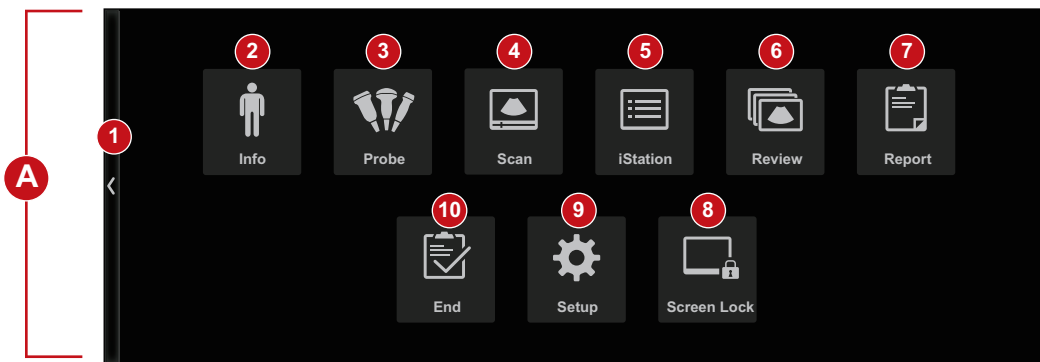 2 3 4 5 6 7
1
A
Info Probe Scan iStation Review Report
10 9 8
End Setup Screen Lock